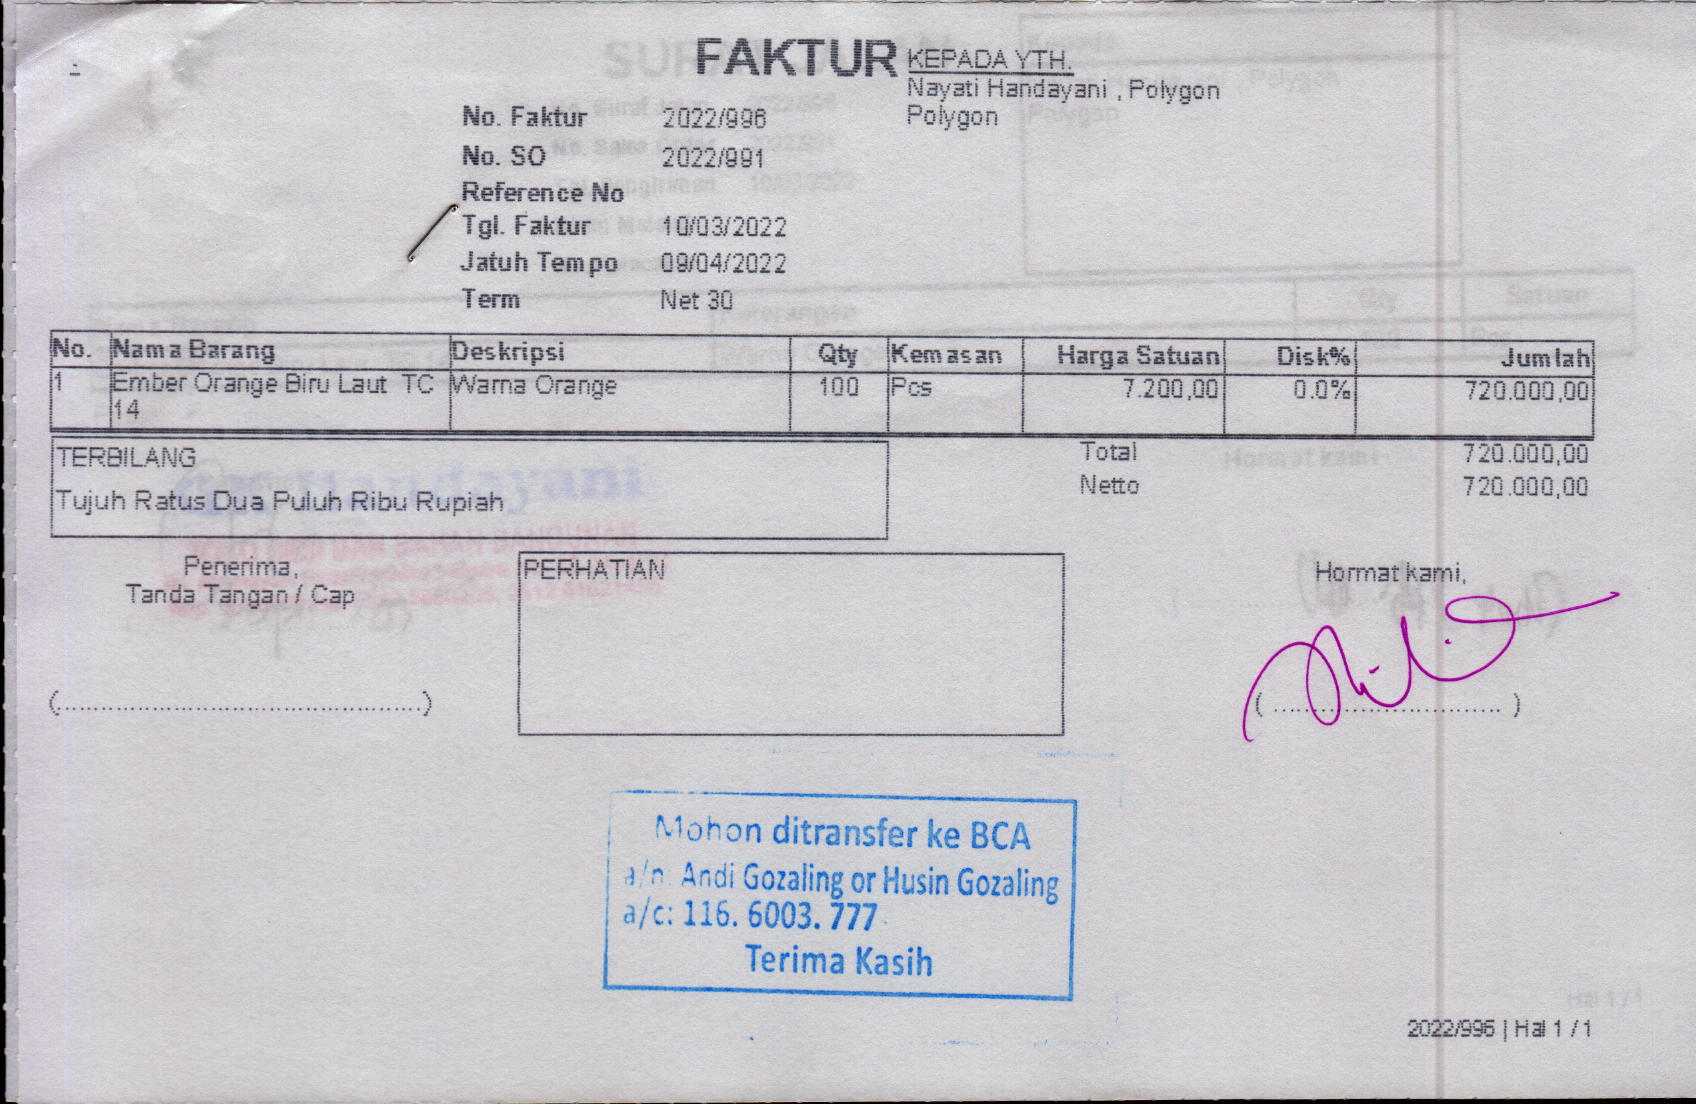 FAKTUR
KEPADA YTH.
Nayati Handayani , Polygon
Polygon
No. Faktur 2022/996
No. SO 2022/991
Reference No
Tgl. Faktur 10/03/2022
Jatuh Tempo 09/04/2022
Term Net 30
No. Nama Barang Deskripsi Qty Kemasan Harga Satuan Disk% Jumlah
1 Ember Orange Biru Laut TC Warna Orange 100 Pcs 7.200,00 0.0% 720.000,00
14
TERBILANG
Tujuh Ratus Dua Puluh Ribu Rupiah
Total 720.000,00
Netto 720.000,00
Penerima,
Tanda Tangan / Cap
(..............................................)
PERHATIAN
Hormat kami,
( ............................. )
Mohon ditransfer ke BCA
a/n. Andi Gozaling or Husin Gozaling
a/c: 116. 6003. 777
Terima Kasih
2022/996 | Hal 1 / 1